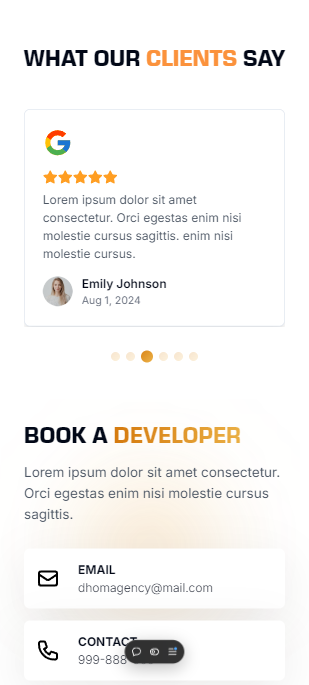 WHAT OUR CLIENTS SAY
Lorem ipsum dolor sit amet
consectetur. Orci egestas enim nisi
molestie cursus sagittis. enim nisi
molestie cursus.
Emily Johnson
Aug 1, 2024
BOOK A DEVELOPER
Lorem ipsum dolor sit amet consectetur.
Orci egestas enim nisi molestie cursus
sagittis.
EMAIL
dhomagency@mail.com
CONTACT
999-888